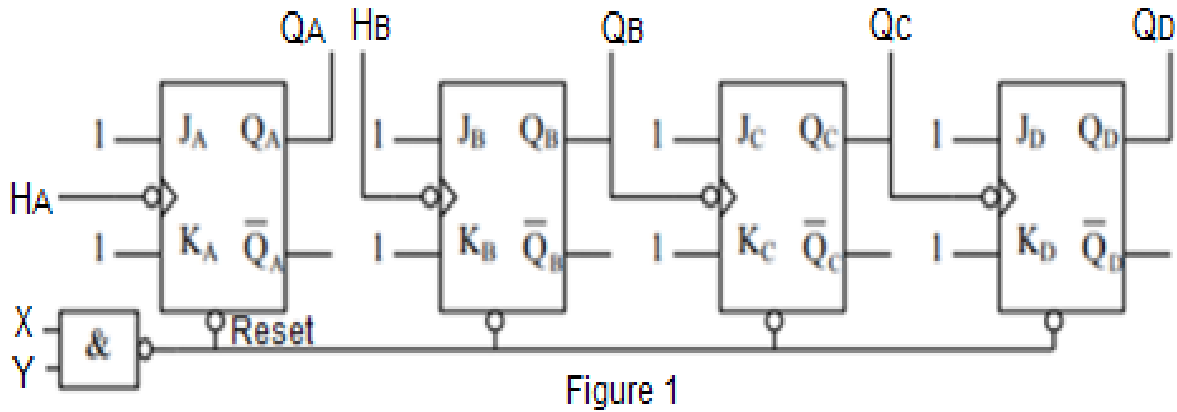 QA HB QB QC QD
1 JA QA 1 JB QB 1 JC QC 1 JD QD
HA
1 KA Q̅A 1 KB Q̅B 1 KC Q̅C 1 KD Q̅D
X & Reset
Y
Figure 1